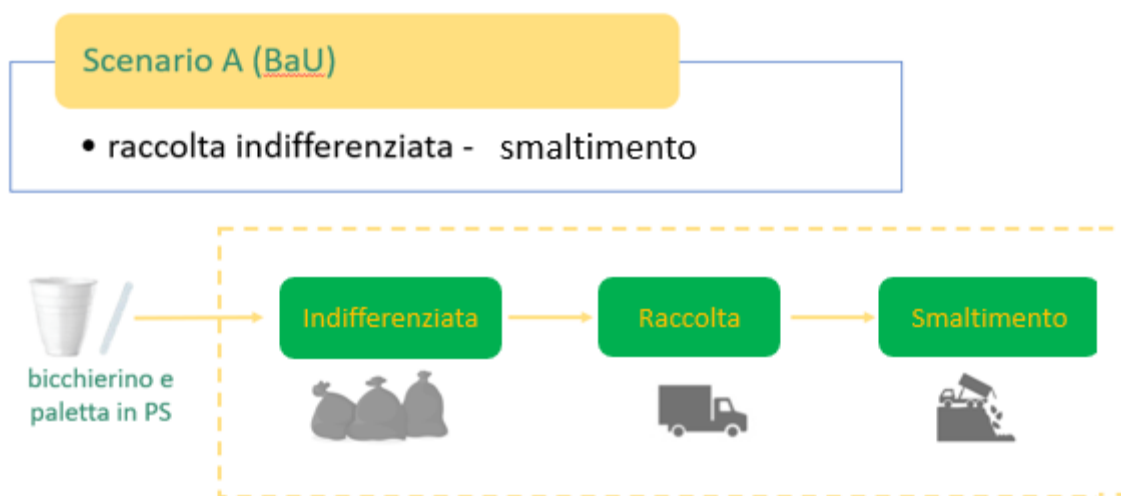 Scenario A (BaU)
• raccolta indifferenziata - smaltimento
Indifferenziata
Raccolta
Smaltimento
bicchierino e
paletta in PS